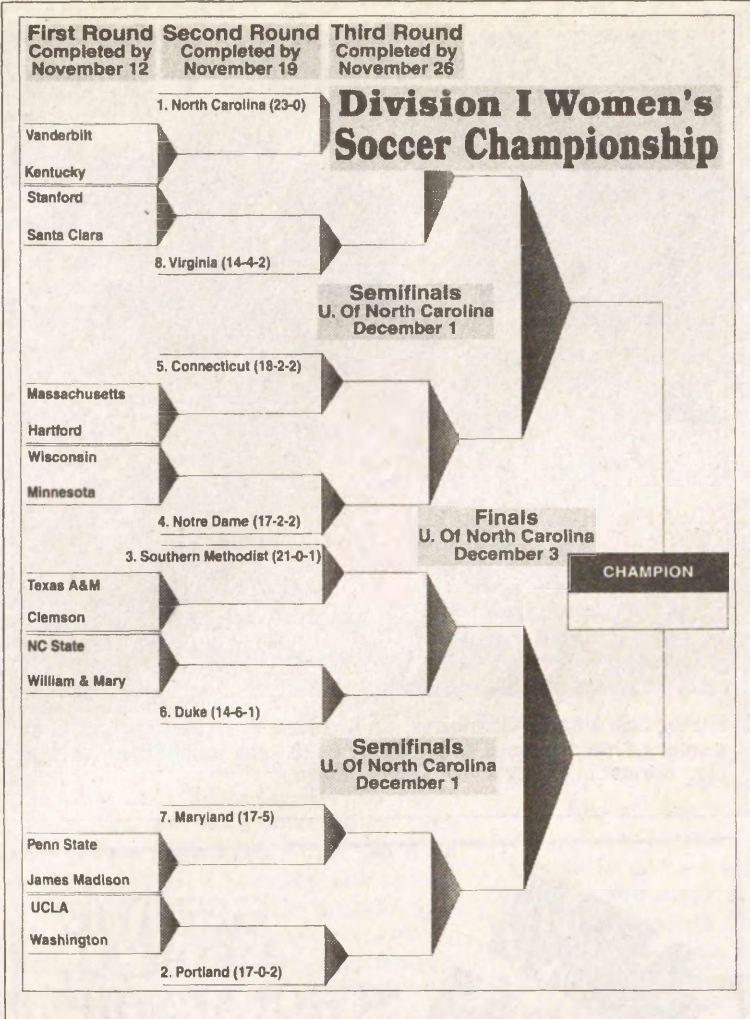 First Round
Completed by
November 12
Second Round
Completed by
November 19
Third Round
Completed by
November 26
Division I Women's
Soccer Championship
1. North Carolina (23-0)
Vanderbilt
Kentucky
Stanford
Santa Clara
8. Virginia (14-4-2)
Semifinals
U. Of North Carolina
December 1
5. Connecticut (18-2-2)
Massachusetts
Hartford
Wisconsin
Minnesota
4. Notre Dame (17-2-2)
Finals
U. Of North Carolina
December 3
CHAMPION
3. Southern Methodist (21-0-1)
Texas A&M
Clemson
NC State
William & Mary
6. Duke (14-6-1)
Semifinals
U. Of North Carolina
December 1
7. Maryland (17-5)
Penn State
James Madison
UCLA
Washington
2. Portland (17-0-2)